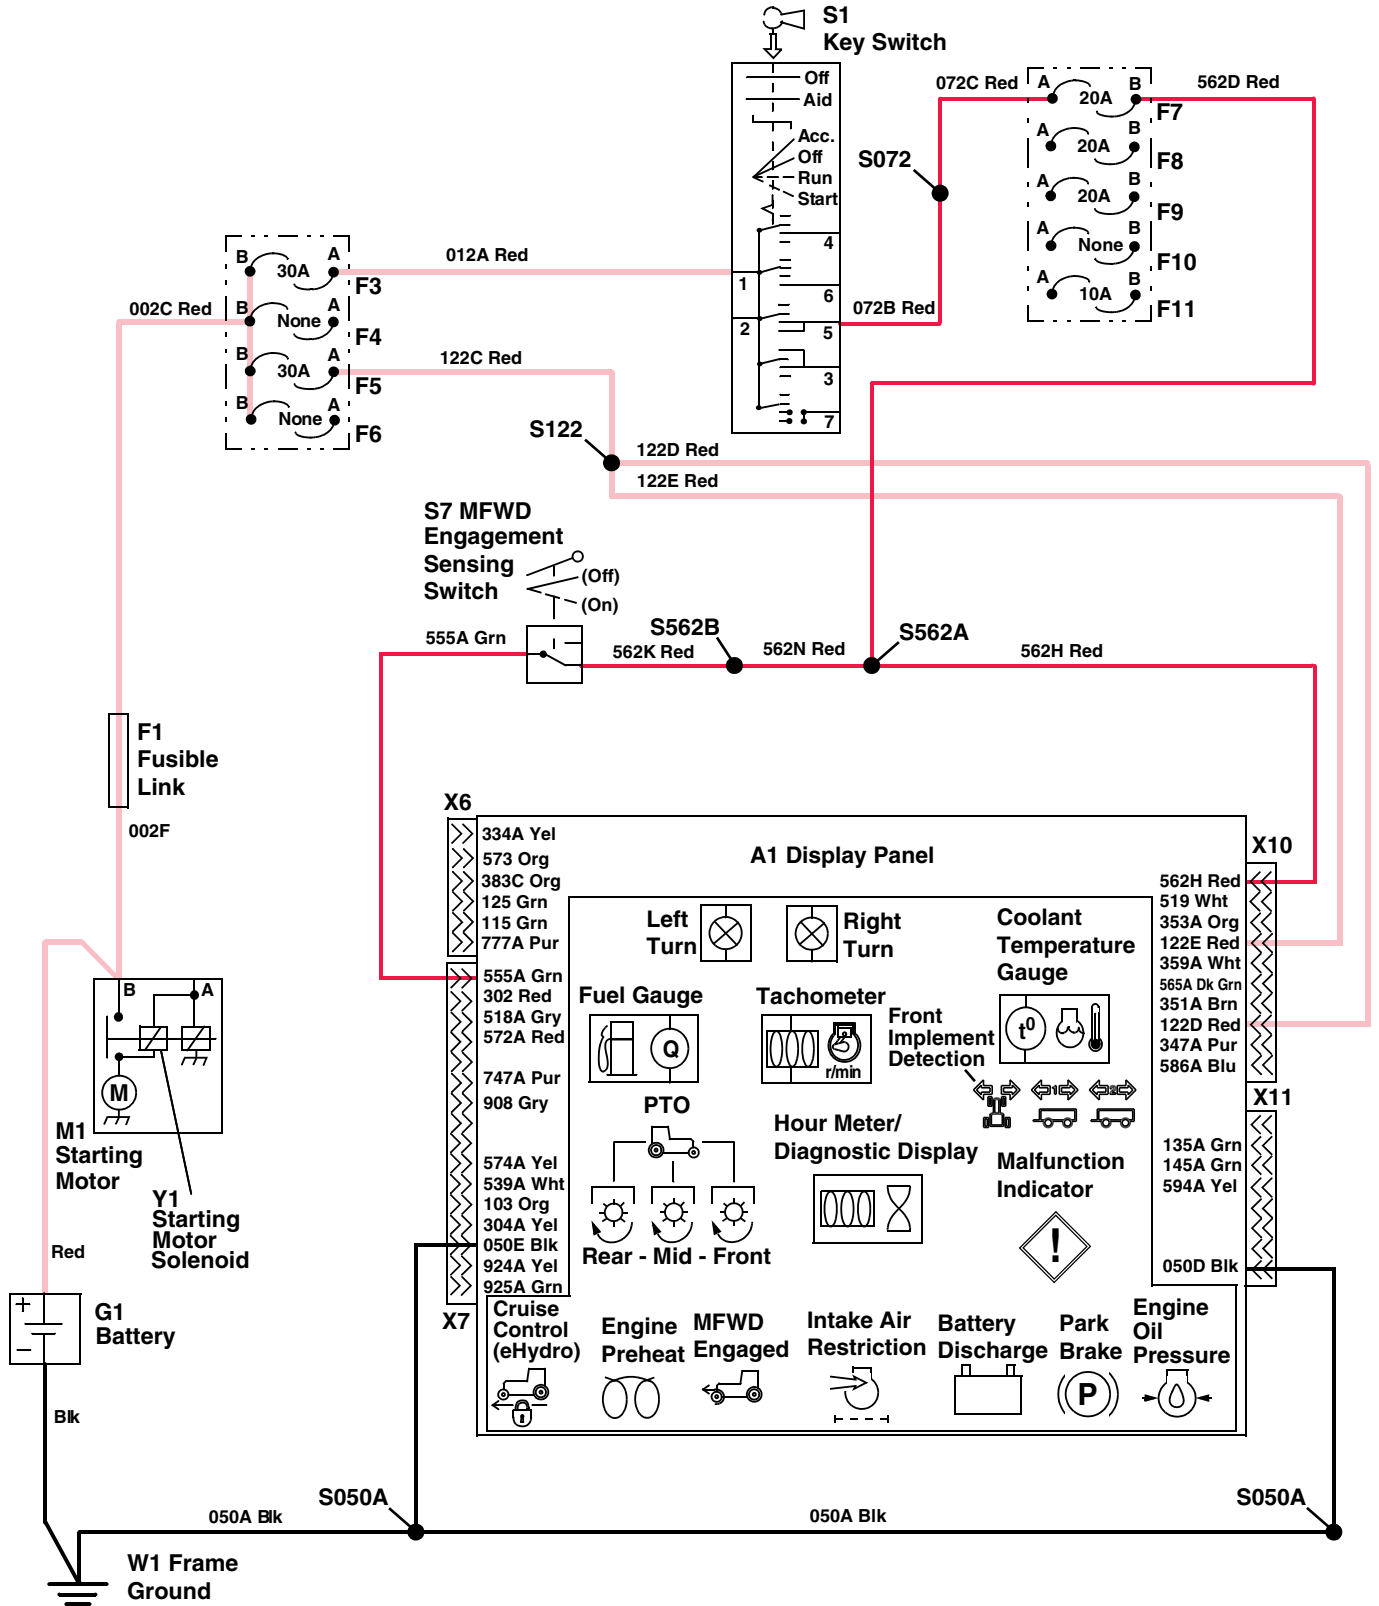 S1
Key Switch
Off
Aid
Acc.
Off
Run
Start
1
2
4
6
5
3
7
072C Red
A
20A
B
F7
562D Red
A
20A
B
F8
A
20A
B
F9
A
None
B
F10
A
10A
B
F11
S072
072B Red
012A Red
B
30A
A
F3
002C Red
B
None
A
F4
B
30A
A
F5
122C Red
B
None
A
F6
S122
122D Red
122E Red
S7 MFWD
Engagement
Sensing
Switch
(Off)
(On)
555A Grn
562K Red
S562B
562N Red
S562A
562H Red
F1
Fusible
Link
002F
B
A
M
M1
Starting
Motor
Y1
Starting
Motor
Solenoid
Red
+
−
G1
Battery
Blk
W1 Frame
Ground
050A Blk
S050A
050A Blk
S050A
A1 Display Panel
X6
334A Yel
573 Org
383C Org
125 Grn
115 Grn
777A Pur
555A Grn
302 Red
518A Gry
572A Red
747A Pur
908 Gry
574A Yel
539A Wht
103 Org
304A Yel
050E Blk
924A Yel
925A Grn
X7
X10
562H Red
519 Wht
353A Org
122E Red
359A Wht
565A Dk Grn
351A Brn
122D Red
347A Pur
586A Blu
X11
135A Grn
145A Grn
594A Yel
050D Blk
Left
Turn
Right
Turn
Coolant
Temperature
Gauge
t0
Fuel Gauge
Q
Tachometer
r/min
Front
Implement
Detection
1
2
PTO
Rear - Mid - Front
Hour Meter/
Diagnostic Display
Malfunction
Indicator
!
Cruise
Control
(eHydro)
Engine
Preheat
MFWD
Engaged
Intake Air
Restriction
Battery
Discharge
Park
Brake
P
Engine
Oil
Pressure